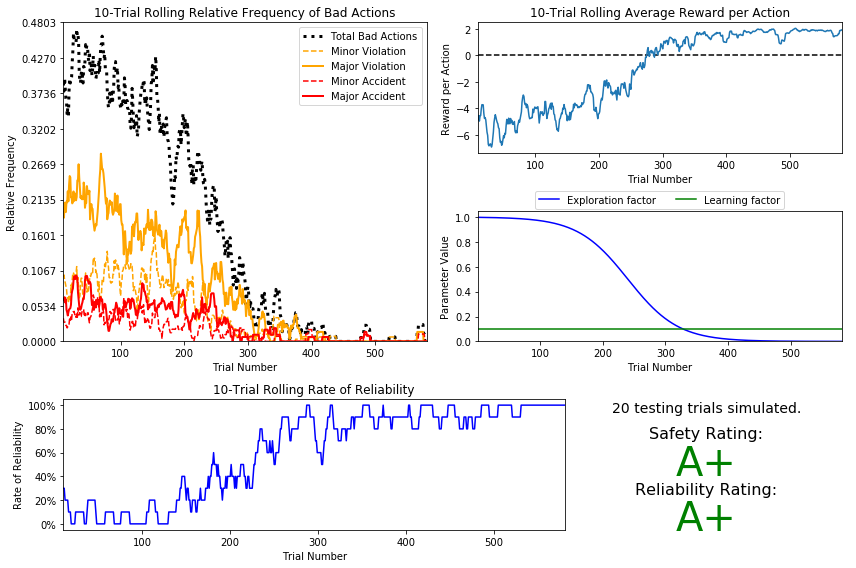 10-Trial Rolling Relative Frequency of Bad Actions
Relative Frequency
0.4803
0.4270
0.3736
0.3202
0.2669
0.2135
0.1601
0.1067
0.0534
0.0000
Total Bad Actions
Minor Violation
Major Violation
Minor Accident
Major Accident
100 200 300 400 500
Trial Number
10-Trial Rolling Average Reward per Action
Reward per Action
2
0
−2
−4
−6
100 200 300 400 500
Trial Number
Exploration factor Learning factor
Parameter Value
1.0
0.8
0.6
0.4
0.2
0.0
100 200 300 400 500
Trial Number
10-Trial Rolling Rate of Reliability
Rate of Reliability
100%
80%
60%
40%
20%
0%
100 200 300 400 500
Trial Number
20 testing trials simulated.
Safety Rating:
A+
Reliability Rating:
A+